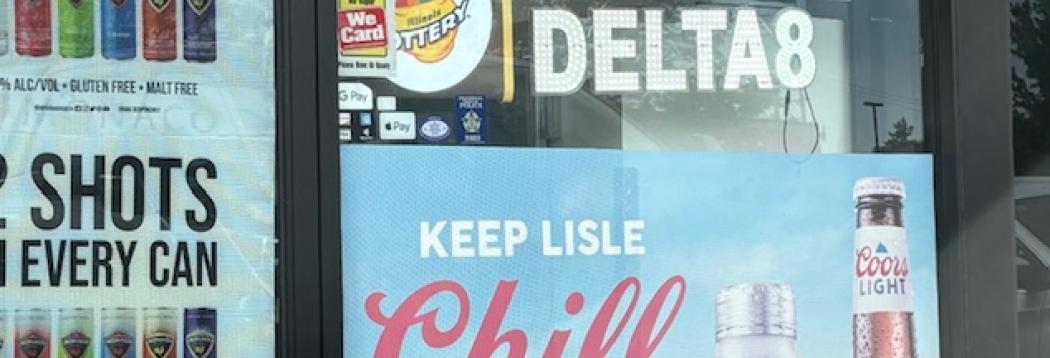 % ALC/VOL • GLUTEN FREE • MALT FREE
SHOTS
EVERY CAN
We
Card
Illinois
LOTTERY
G Pay
Pay
DELTA8
KEEP LISLE
Chill
Coors
LIGHT